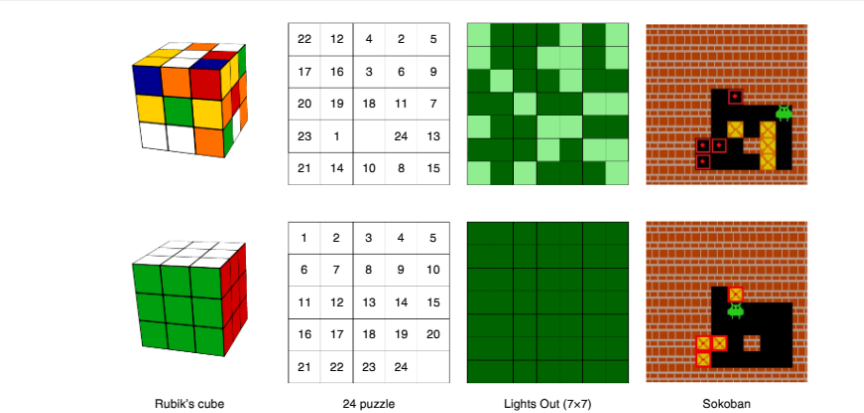 22 12 4 2 5
17 16 3 6 9
20 19 18 11 7
23 1 24 13
21 14 10 8 15
1 2 3 4 5
6 7 8 9 10
11 12 13 14 15
16 17 18 19 20
21 22 23 24
Rubik's cube 24 puzzle Lights Out (7×7) Sokoban